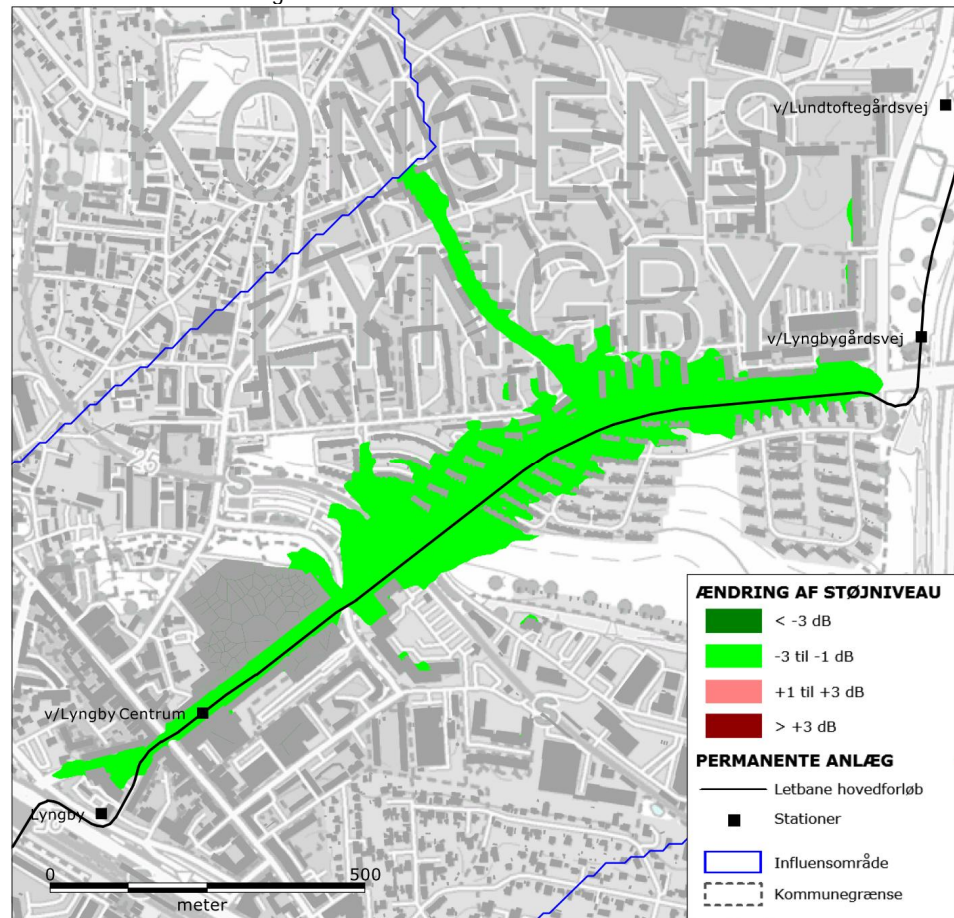 KONGENS
LYNGBY
v/Lundtoftegårdsvej
v/Lyngbygårdsvej
v/Lyngby Centrum
Lyngby
0 500
meter
ÆNDRING AF STØJNIVEAU
< -3 dB
-3 til -1 dB
+1 til +3 dB
> +3 dB
PERMANENTE ANLÆG
Letbane hovedforløb
Stationer
Influensområde
Kommunegrænse